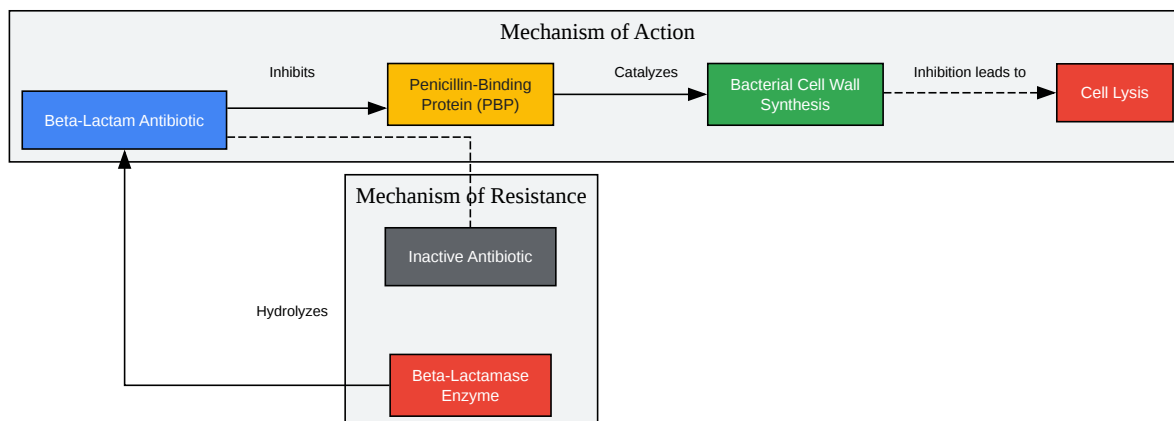 Mechanism of Action
Inhibits
Penicillin-Binding
Protein (PBP)
Catalyzes
Bacterial Cell Wall
Synthesis
Inhibition leads to
Cell Lysis
Beta-Lactam Antibiotic
Mechanism of Resistance
Inactive Antibiotic
Hydrolyzes
Beta-Lactamase
Enzyme